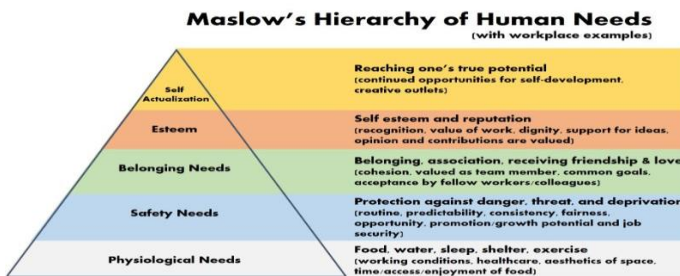 Maslow's Hierarchy of Human Needs
(with workplace examples)
Self
Actualization
Reaching one's true potential
(continued opportunities for self-development,
creative outlets)
Esteem
Self esteem and reputation
(recognition, value of work, dignity, support for ideas,
opinion and contributions are valued)
Belonging Needs
Belonging, association, receiving friendship & love
(cohesion, valued as team member, common goals,
acceptance by fellow workers/colleagues)
Safety Needs
Protection against danger, threat, and deprivation
(routine, predictability, consistency, fairness,
opportunity, promotion/growth potential and job
security)
Physiological Needs
Food, water, sleep, shelter, exercise
(working conditions, healthcare, aesthetics of space,
time/access/enjoyment of food)